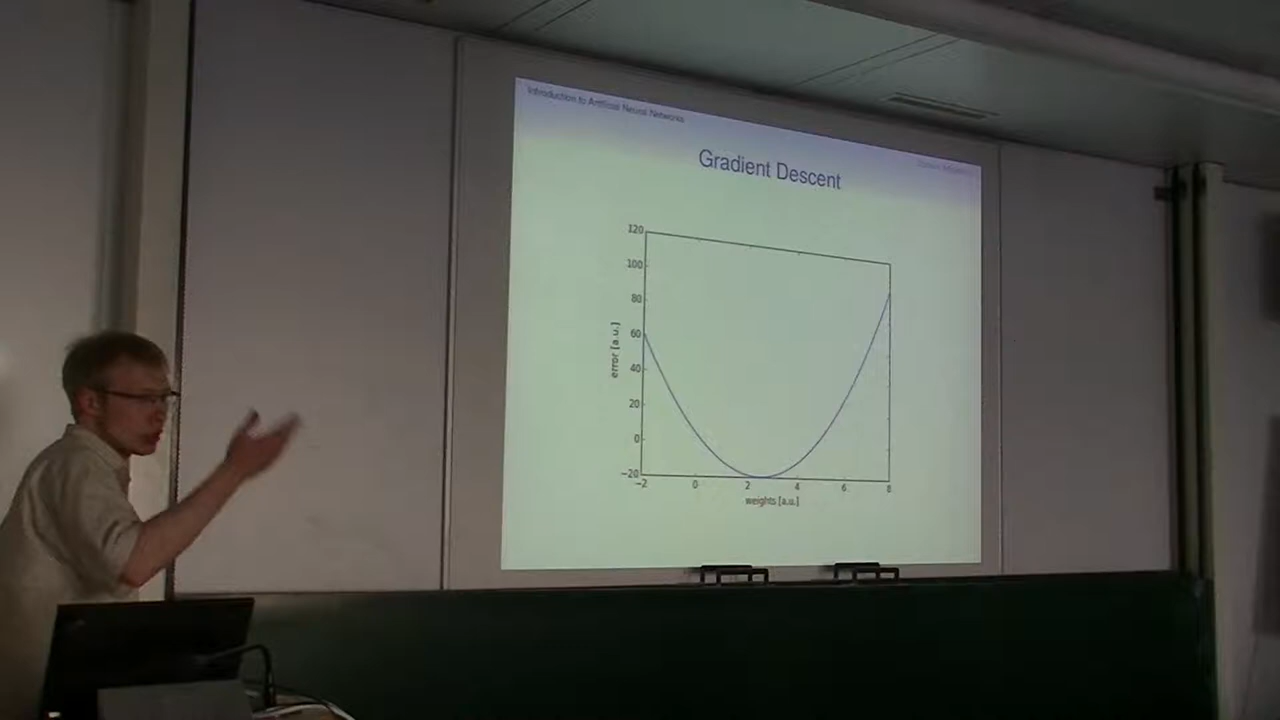 Introduction to Artificial Neural Networks
Gradient Descent
120
100
80
60
40
20
0
−20
error [a.u.]
−2 0 2 4 6 8
weights [a.u.]